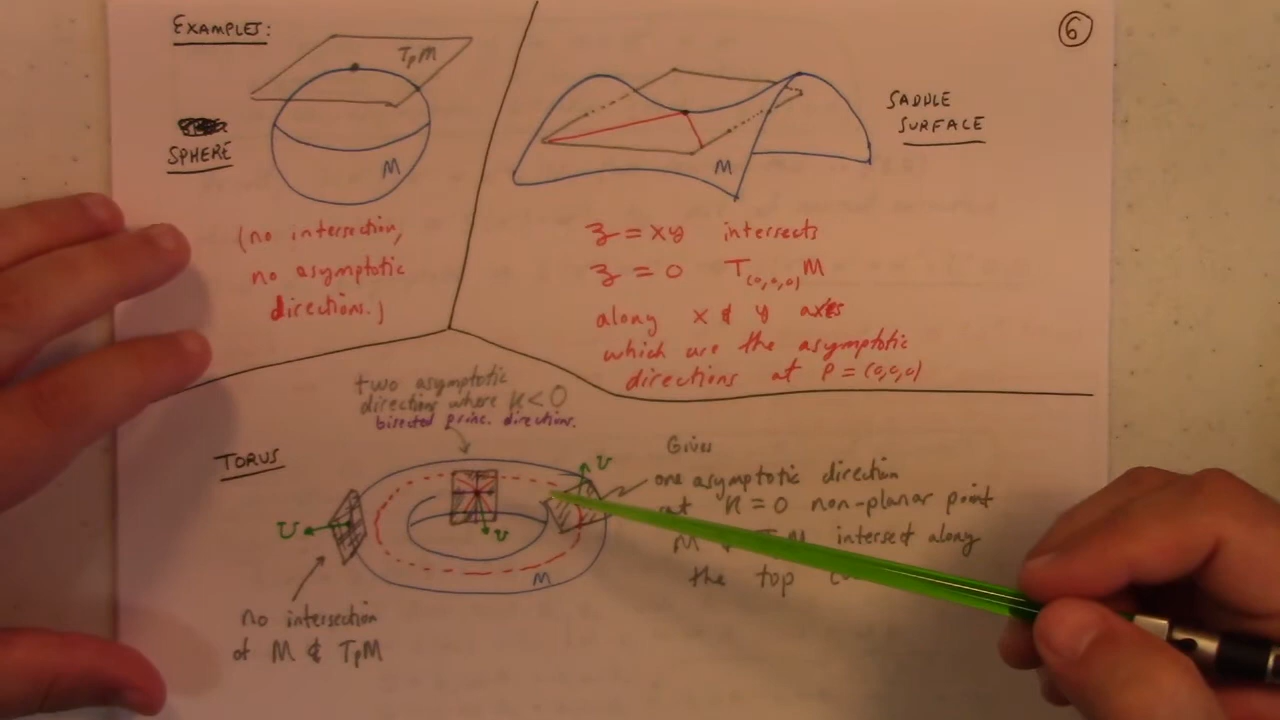 EXAMPLES:
6
TpM
SPHERE
M
(no intersection,
no asymptotic
directions.)
SADDLE
SURFACE
M
z = xy intersects
z = 0 T(0,0,0)M
along x & y axes
which are the asymptotic
directions at P = (0,0,0)
two asymptotic
directions where K < 0
bisected princ. directions.
TORUS
U
U
U
M
no intersection
of M & TpM
Gives
one asymptotic direction
at K = 0 non-planar point
M & M intersect along
the top